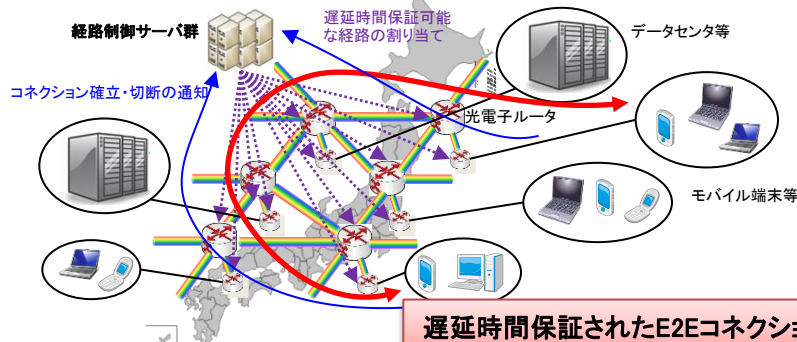 経路制御サーバ群
遅延時間保証可能
な経路の割り当て
データセンタ等
コネクション確立・切断の通知
光電子ルータ
モバイル端末等
遅延時間保証されたE2Eコネクショ